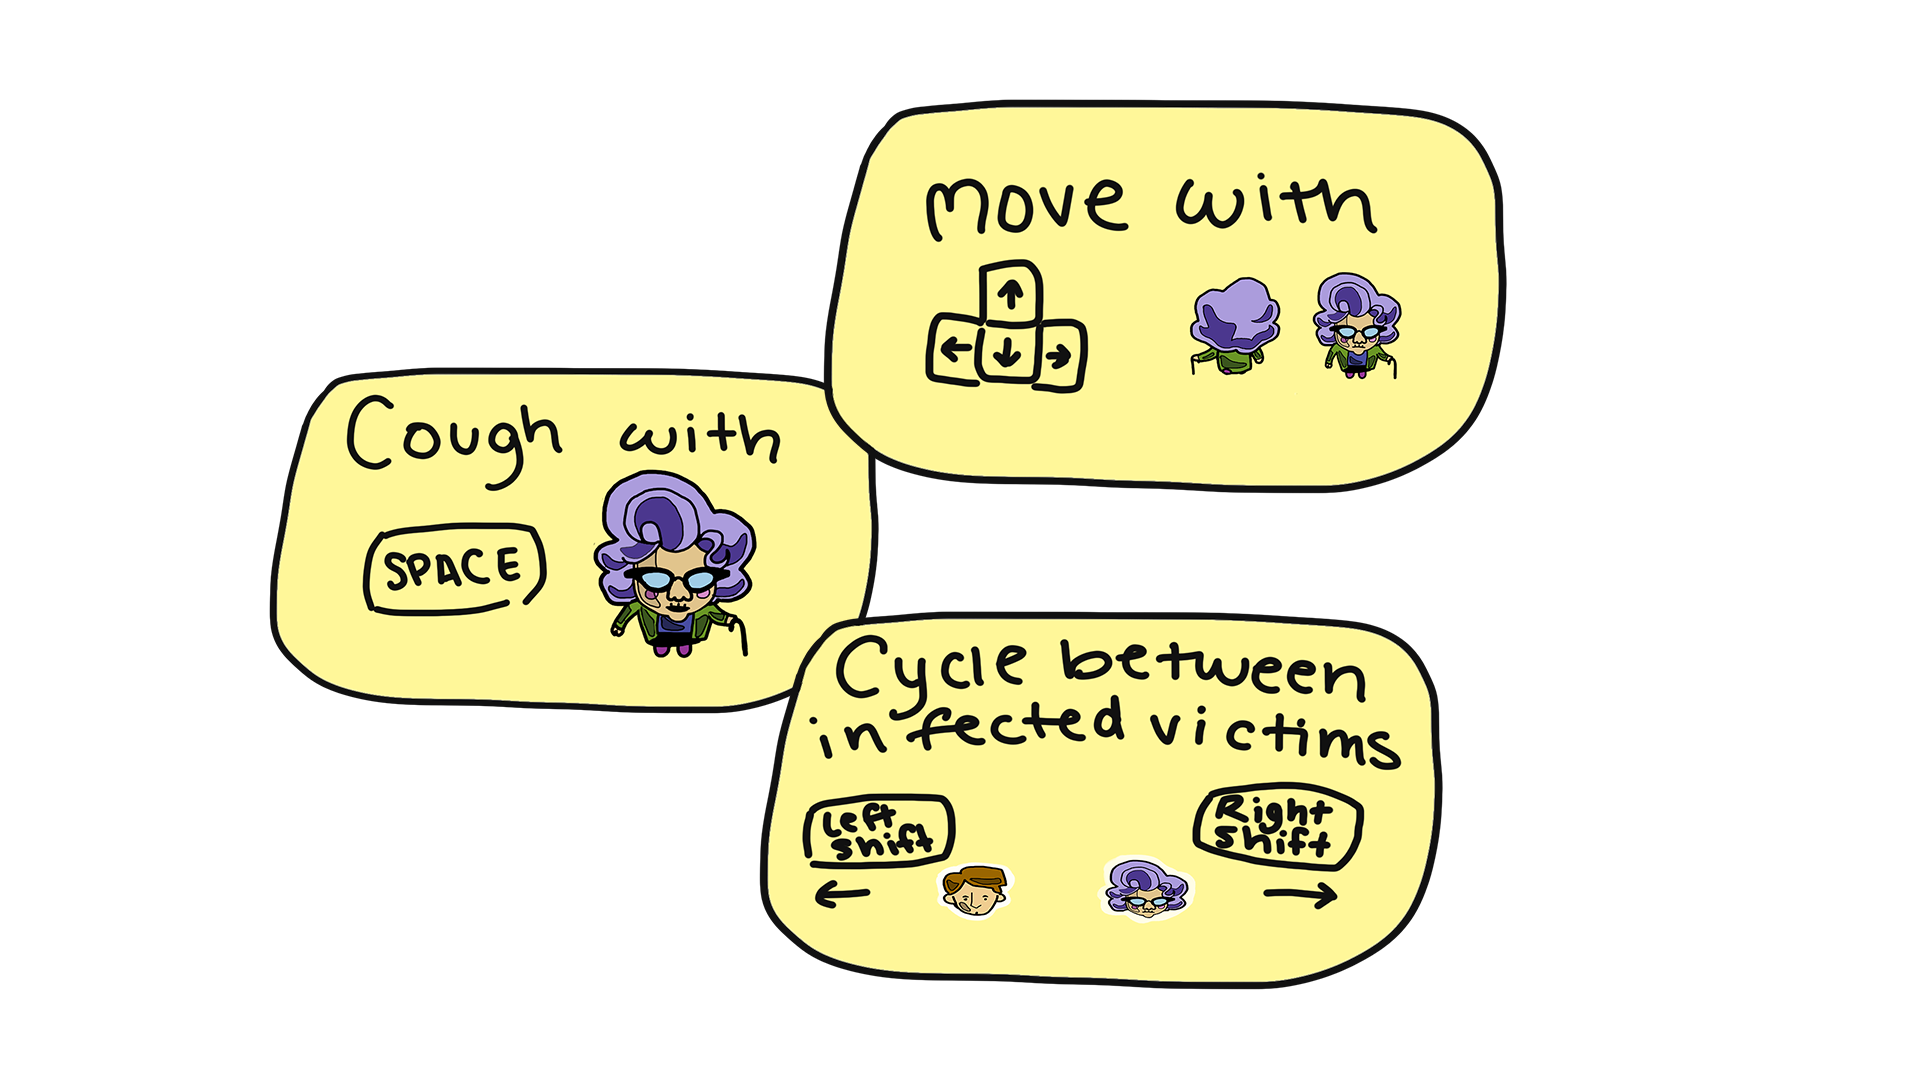 move with
↑
← ↓ →
Cough with
SPACE
Cycle between
infected victims
Left
shift
Right
shift
← →